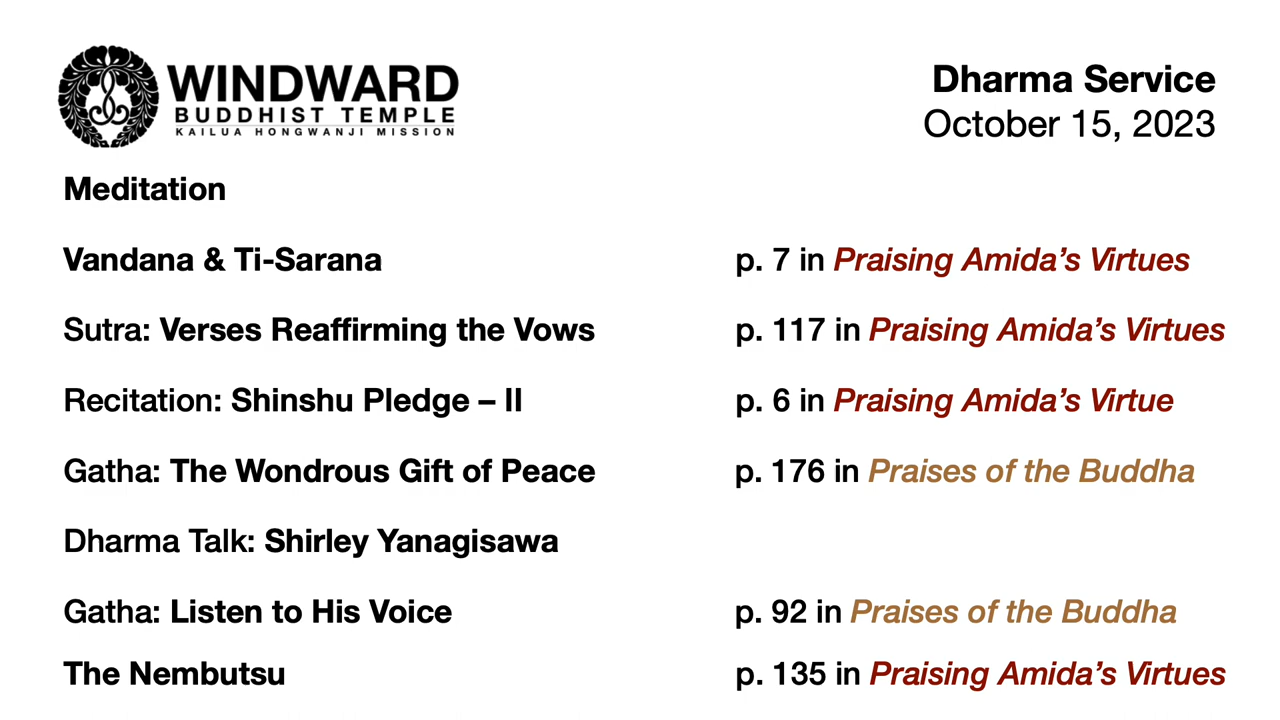 WINDWARD
BUDDHIST TEMPLE
KAILUA HONGWANJI MISSION
Dharma Service
October 15, 2023
Meditation
Vandana & Ti-Sarana p. 7 in Praising Amida’s Virtues
Sutra: Verses Reaffirming the Vows p. 117 in Praising Amida’s Virtues
Recitation: Shinshu Pledge – II p. 6 in Praising Amida’s Virtue
Gatha: The Wondrous Gift of Peace p. 176 in Praises of the Buddha
Dharma Talk: Shirley Yanagisawa
Gatha: Listen to His Voice p. 92 in Praises of the Buddha
The Nembutsu p. 135 in Praising Amida’s Virtues